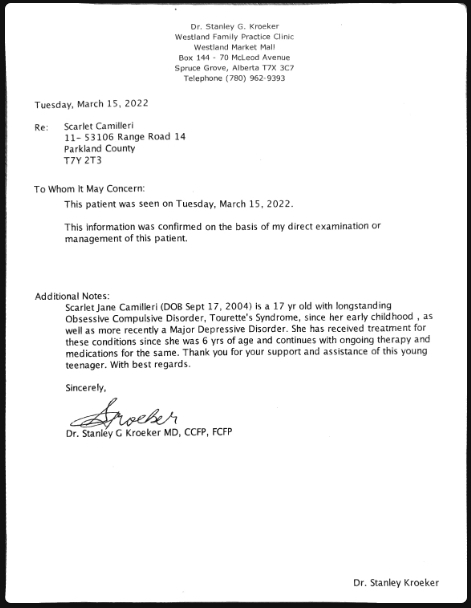 Dr. Stanley G. Kroeker
Westland Family Practice Clinic
Westland Market Mall
Box 144 - 70 McLeod Avenue
Spruce Grove, Alberta T7X 3C7
Telephone (780) 962-9393
Tuesday, March 15, 2022
Re: Scarlet Camilleri
11- 53106 Range Road 14
Parkland County
T7Y 2T3
To Whom It May Concern:
This patient was seen on Tuesday, March 15, 2022.
This information was confirmed on the basis of my direct examination or
management of this patient.
Additional Notes:
Scarlet Jane Camilleri (DOB Sept 17, 2004) is a 17 yr old with longstanding
Obsessive Compulsive Disorder, Tourette's Syndrome, since her early childhood , as
well as more recently a Major Depressive Disorder. She has received treatment for
these conditions since she was 6 yrs of age and continues with ongoing therapy and
medications for the same. Thank you for your support and assistance of this young
teenager. With best regards.
Sincerely,
SKroeker
Dr. Stanley G Kroeker MD, CCFP, FCFP
Dr. Stanley Kroeker